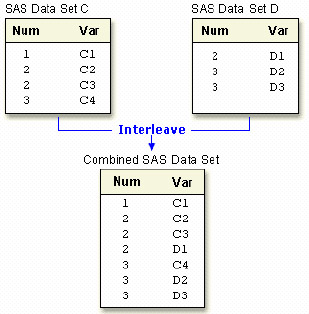 SAS Data Set C
Num Var
1 C1
2 C2
2 C3
3 C4
SAS Data Set D
Num Var
2 D1
3 D2
3 D3
Interleave
Combined SAS Data Set
Num Var
1 C1
2 C2
2 C3
2 D1
3 C4
3 D2
3 D3